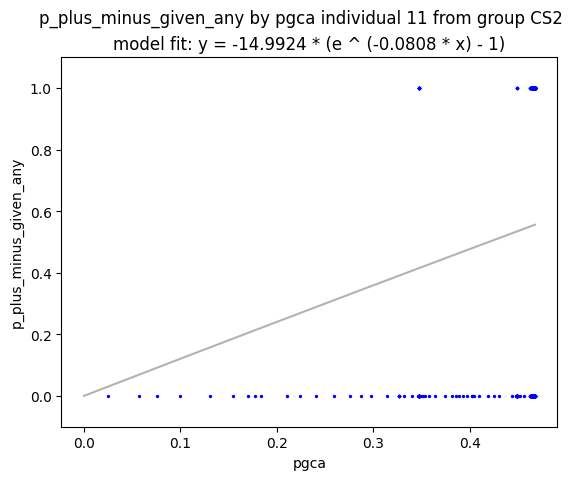 p_plus_minus_given_any by pgca individual 11 from group CS2
model fit: y = -14.9924 * (e ^ (-0.0808 * x) - 1)
1.0
0.8
0.6
0.4
0.2
0.0
p_plus_minus_given_any
0.0 0.1 0.2 0.3 0.4
pgca